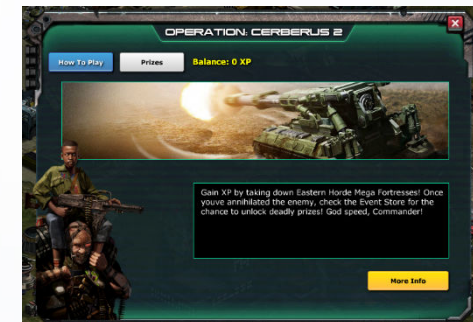 OPERATION: CERBERUS 2
How To Play
Prizes
Balance: 0 XP
Gain XP by taking down Eastern Horde Mega Fortresses! Once
youve annihilated the enemy, check the Event Store for the
chance to unlock deadly prizes! God speed, Commander!
More Info